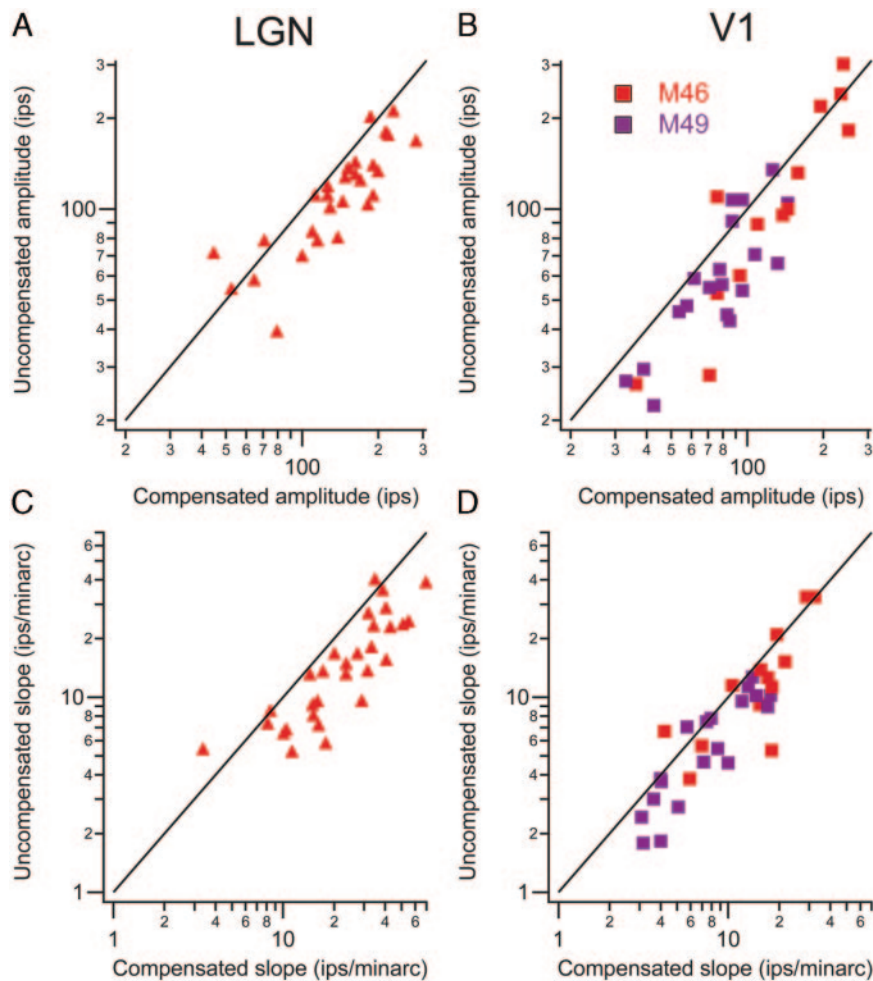 A LGN
B V1
3
2
100
8
6
5
4
3
2
Uncompensated amplitude (ips)
2 3 4 5 6 7 8 100 2 3
Compensated amplitude (ips)
M46
M49
3
2
100
8
6
5
4
3
2
Uncompensated amplitude (ips)
2 3 4 5 6 7 8 100 2 3
Compensated amplitude (ips)
C
6
4
2
10
8
6
4
2
1
Uncompensated slope (ips/minarc)
1 2 4 6 8 10 2 4 6
Compensated slope (ips/minarc)
D
6
4
2
10
8
6
4
2
1
Uncompensated slope (ips/minarc)
1 2 4 6 8 10 2 4 6
Compensated slope (ips/minarc)